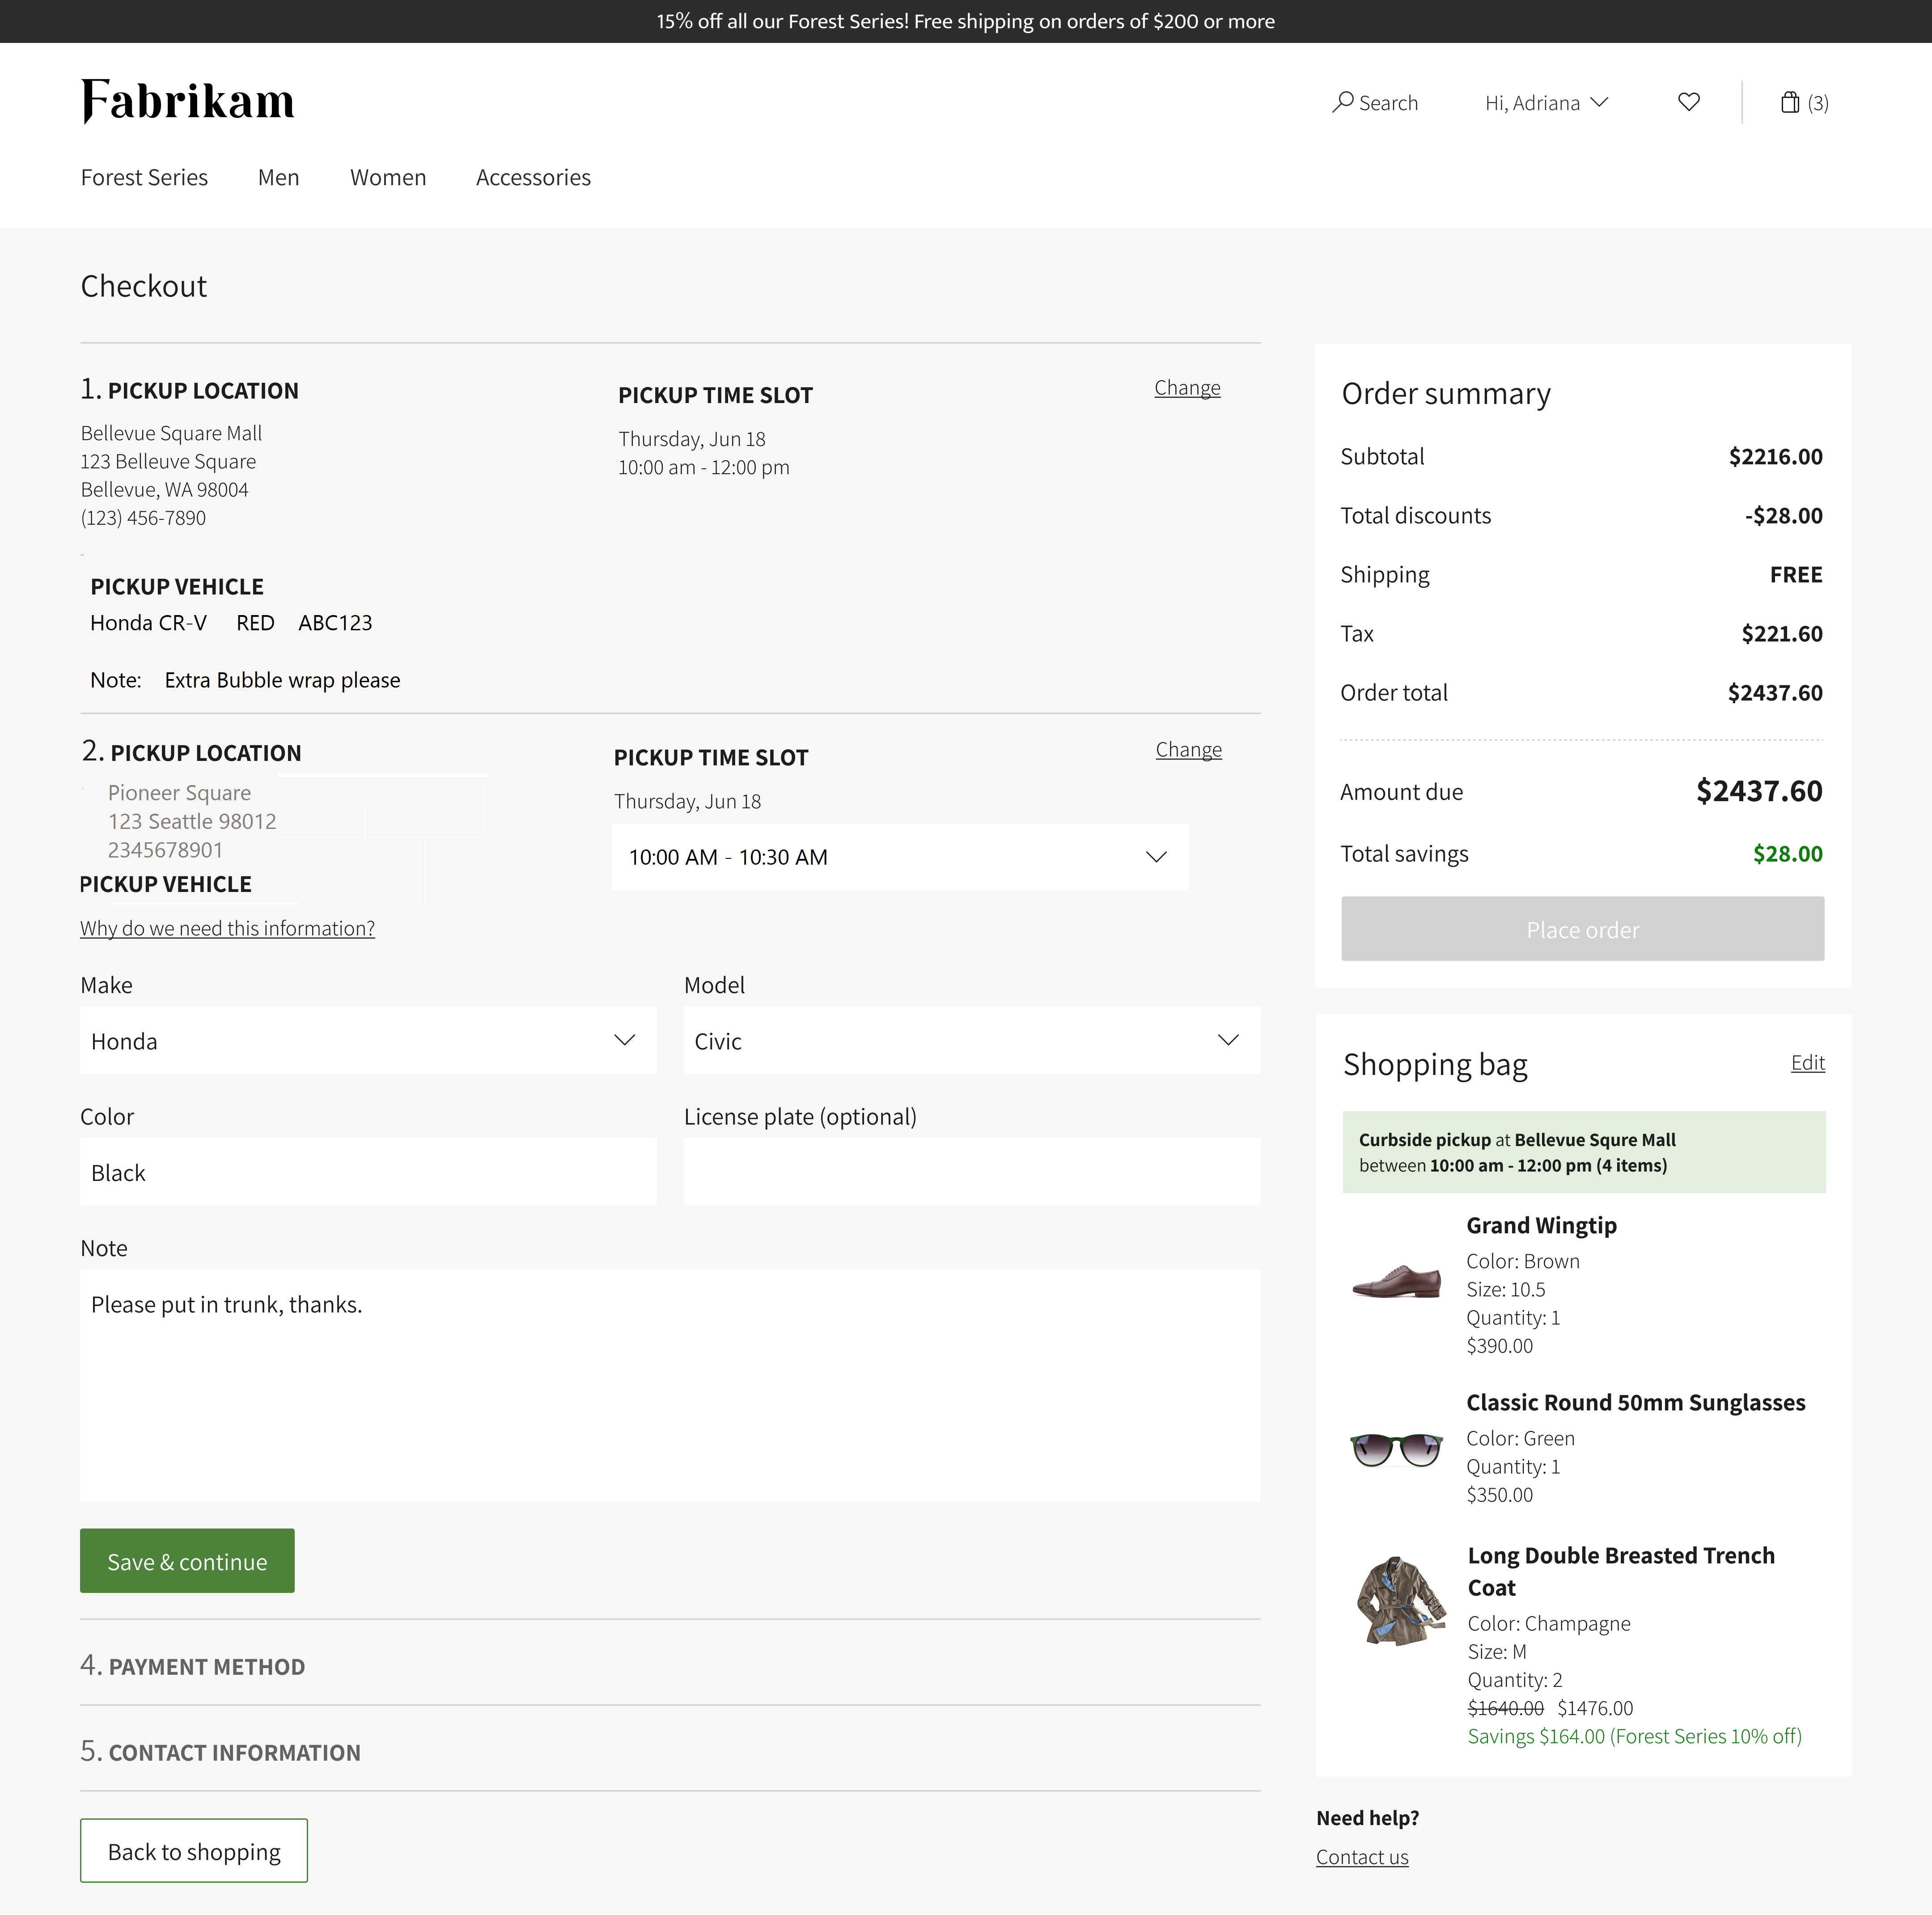 15% off all our Forest Series! Free shipping on orders of $200 or more
Fabrikam
Search
Hi, Adriana
(3)
Forest Series
Men
Women
Accessories
Checkout
1. PICKUP LOCATION
Bellevue Square Mall
123 Belleuve Square
Bellevue, WA 98004
(123) 456-7890
PICKUP TIME SLOT
Thursday, Jun 18
10:00 am - 12:00 pm
Change
PICKUP VEHICLE
Honda CR-V RED ABC123
Note: Extra Bubble wrap please
2. PICKUP LOCATION
Pioneer Square
123 Seattle 98012
2345678901
PICKUP TIME SLOT
Thursday, Jun 18
10:00 AM - 10:30 AM
Change
PICKUP VEHICLE
Why do we need this information?
Make
Honda
Model
Civic
Color
Black
License plate (optional)
Note
Please put in trunk, thanks.
Save & continue
4. PAYMENT METHOD
5. CONTACT INFORMATION
Back to shopping
Order summary
Subtotal $2216.00
Total discounts -$28.00
Shipping FREE
Tax $221.60
Order total $2437.60
Amount due $2437.60
Total savings $28.00
Place order
Shopping bag
Edit
Curbside pickup at Bellevue Squre Mall
between 10:00 am - 12:00 pm (4 items)
Grand Wingtip
Color: Brown
Size: 10.5
Quantity: 1
$390.00
Classic Round 50mm Sunglasses
Color: Green
Quantity: 1
$350.00
Long Double Breasted Trench
Coat
Color: Champagne
Size: M
Quantity: 2
$1640.00 $1476.00
Savings $164.00 (Forest Series 10% off)
Need help?
Contact us